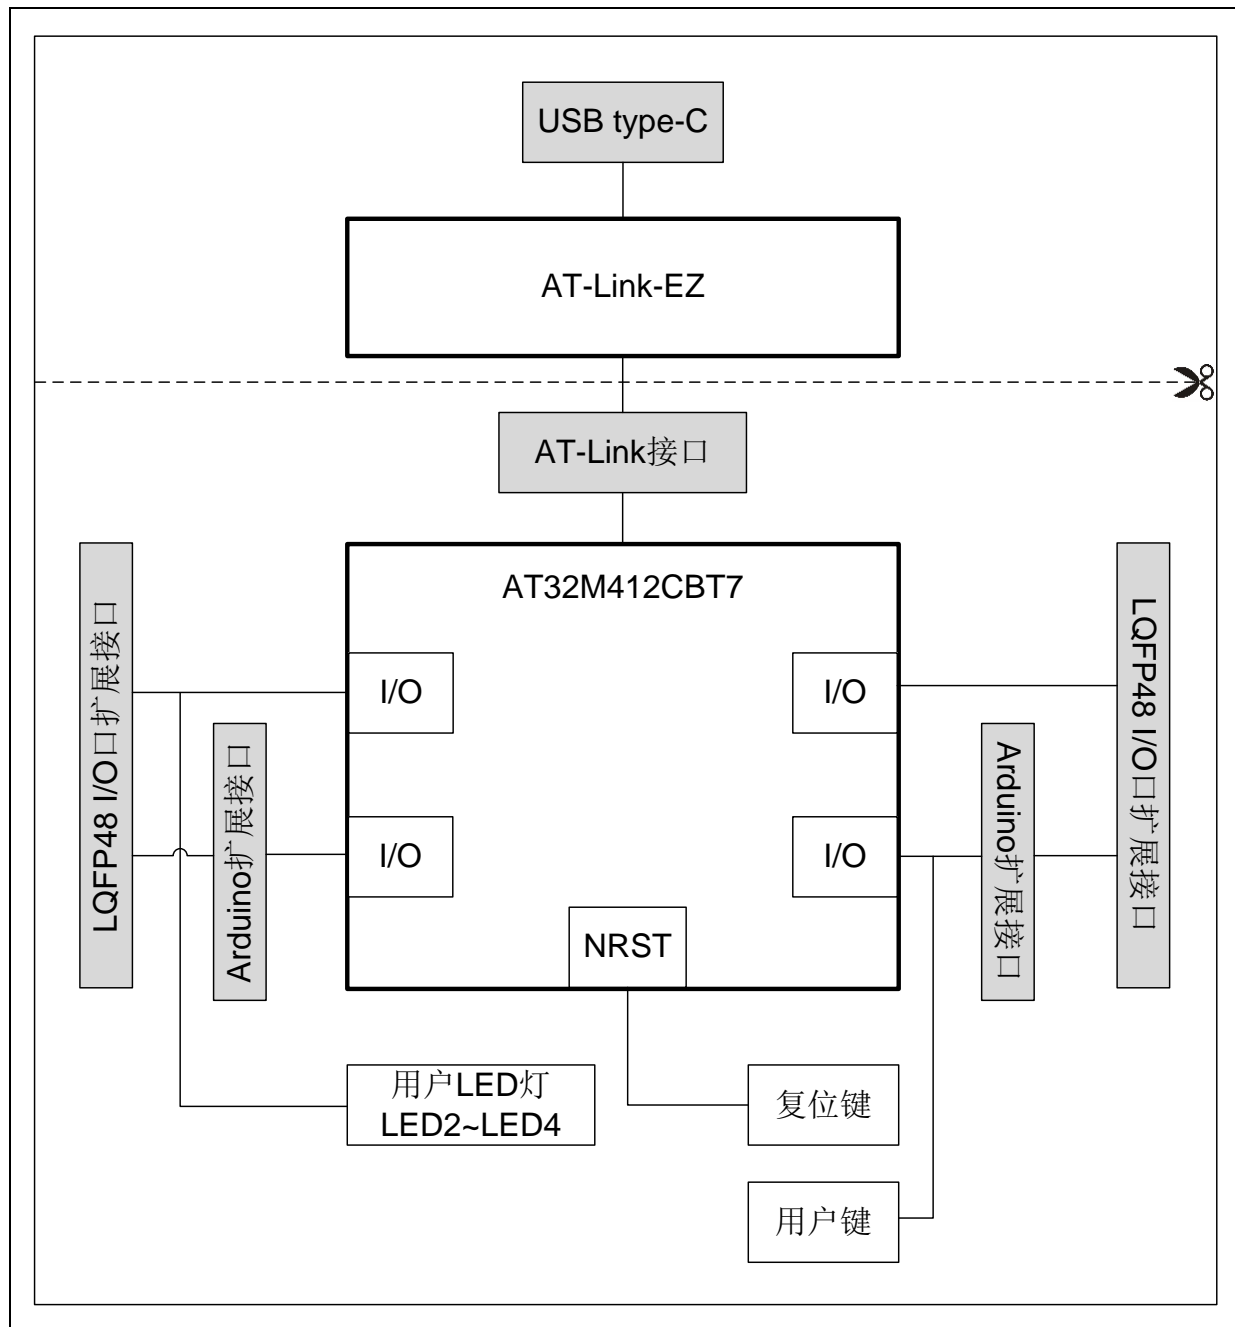 USB type-C
AT-Link-EZ
AT-Link接口
AT32M412CBT7
LQFP48 I/O口扩展接口
I/O
I/O
LQFP48 I/O口扩展接口
Arduino扩展接口
I/O
I/O
Arduino扩展接口
NRST
用户LED灯
LED2~LED4
复位键
用户键